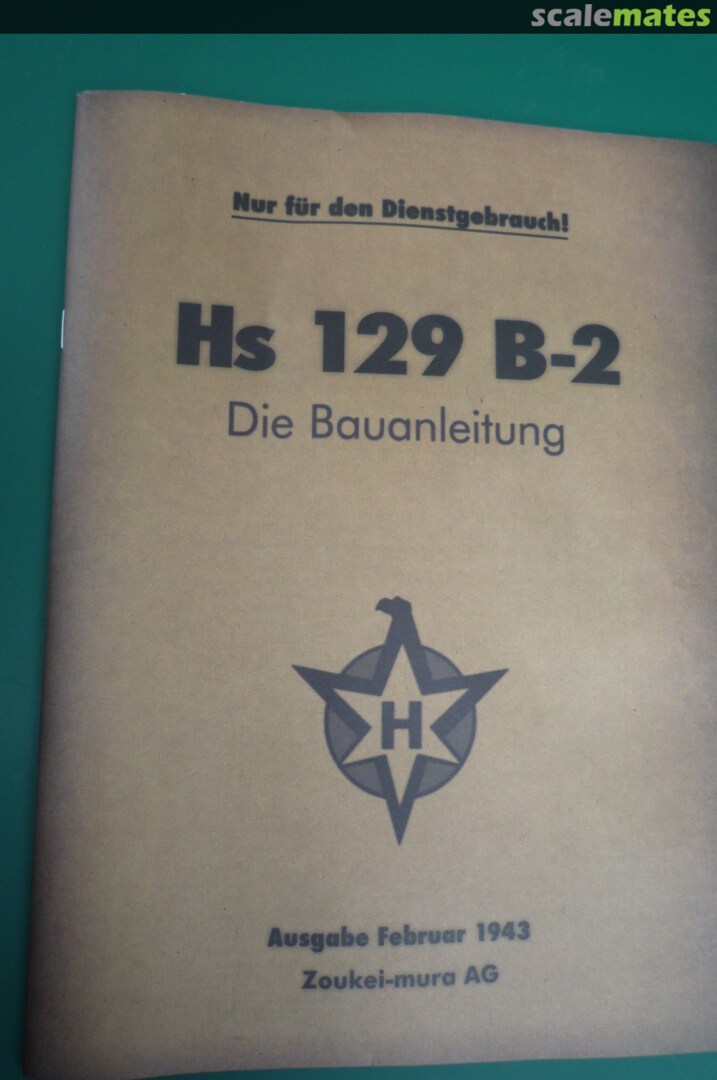 scalemates
Nur für den Dienstgebrauch!
Hs 129 B-2
Die Bauanleitung
H
Ausgabe Februar 1943
Zoukei-mura AG